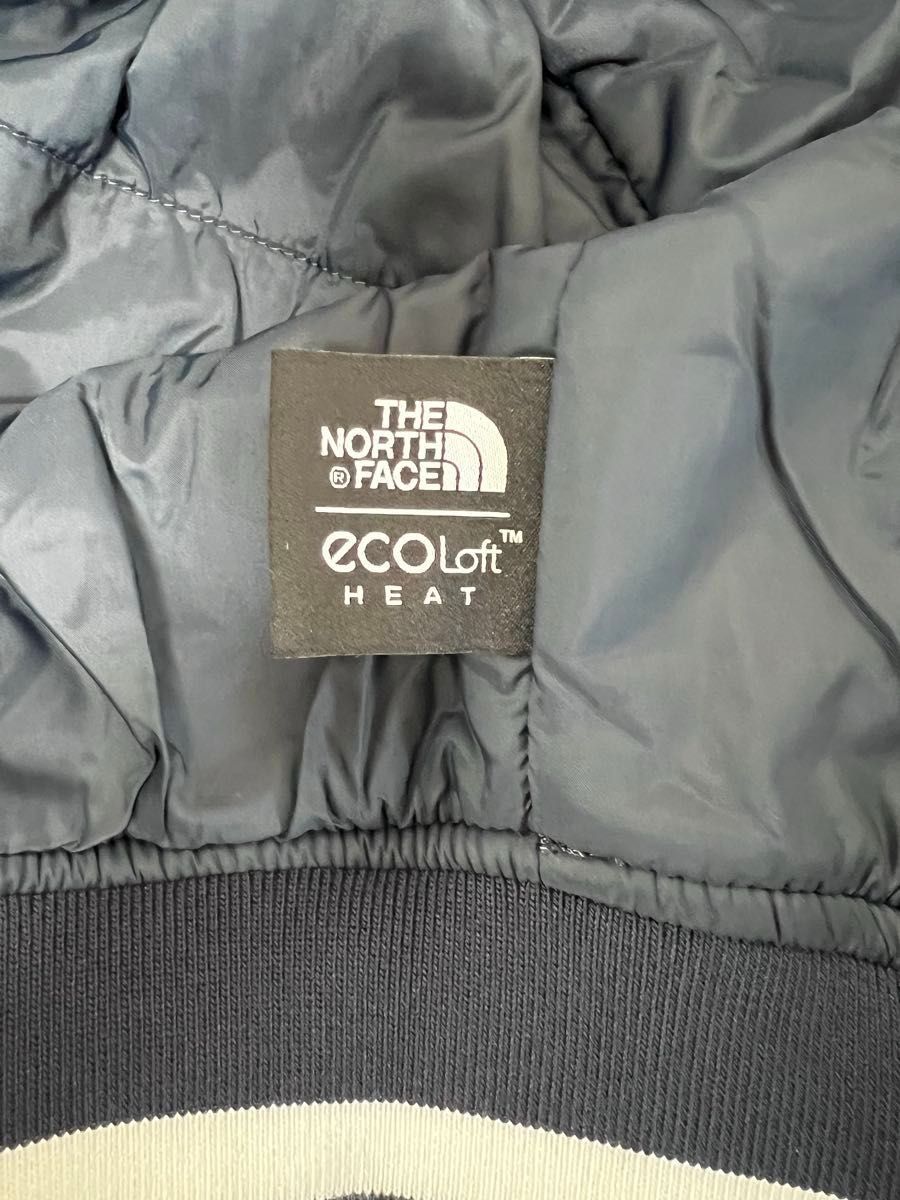 THE
NORTH
® FACE
ecoLoft™
HEAT